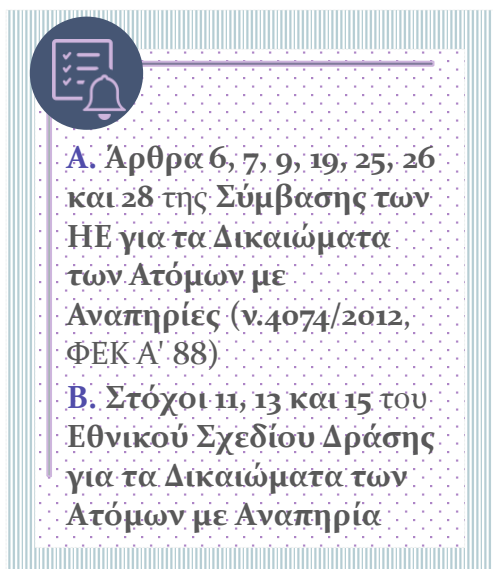 Α. Άρθρα 6, 7, 9, 19, 25, 26
και 28 της Σύμβασης των
ΗΕ για τα Δικαιώματα
των Ατόμων με
Αναπηρίες (ν.4074/2012,
ΦΕΚ Α' 88)
Β. Στόχοι 11, 13 και 15 του
Εθνικού Σχεδίου Δράσης
για τα Δικαιώματα των
Ατόμων με Αναπηρία